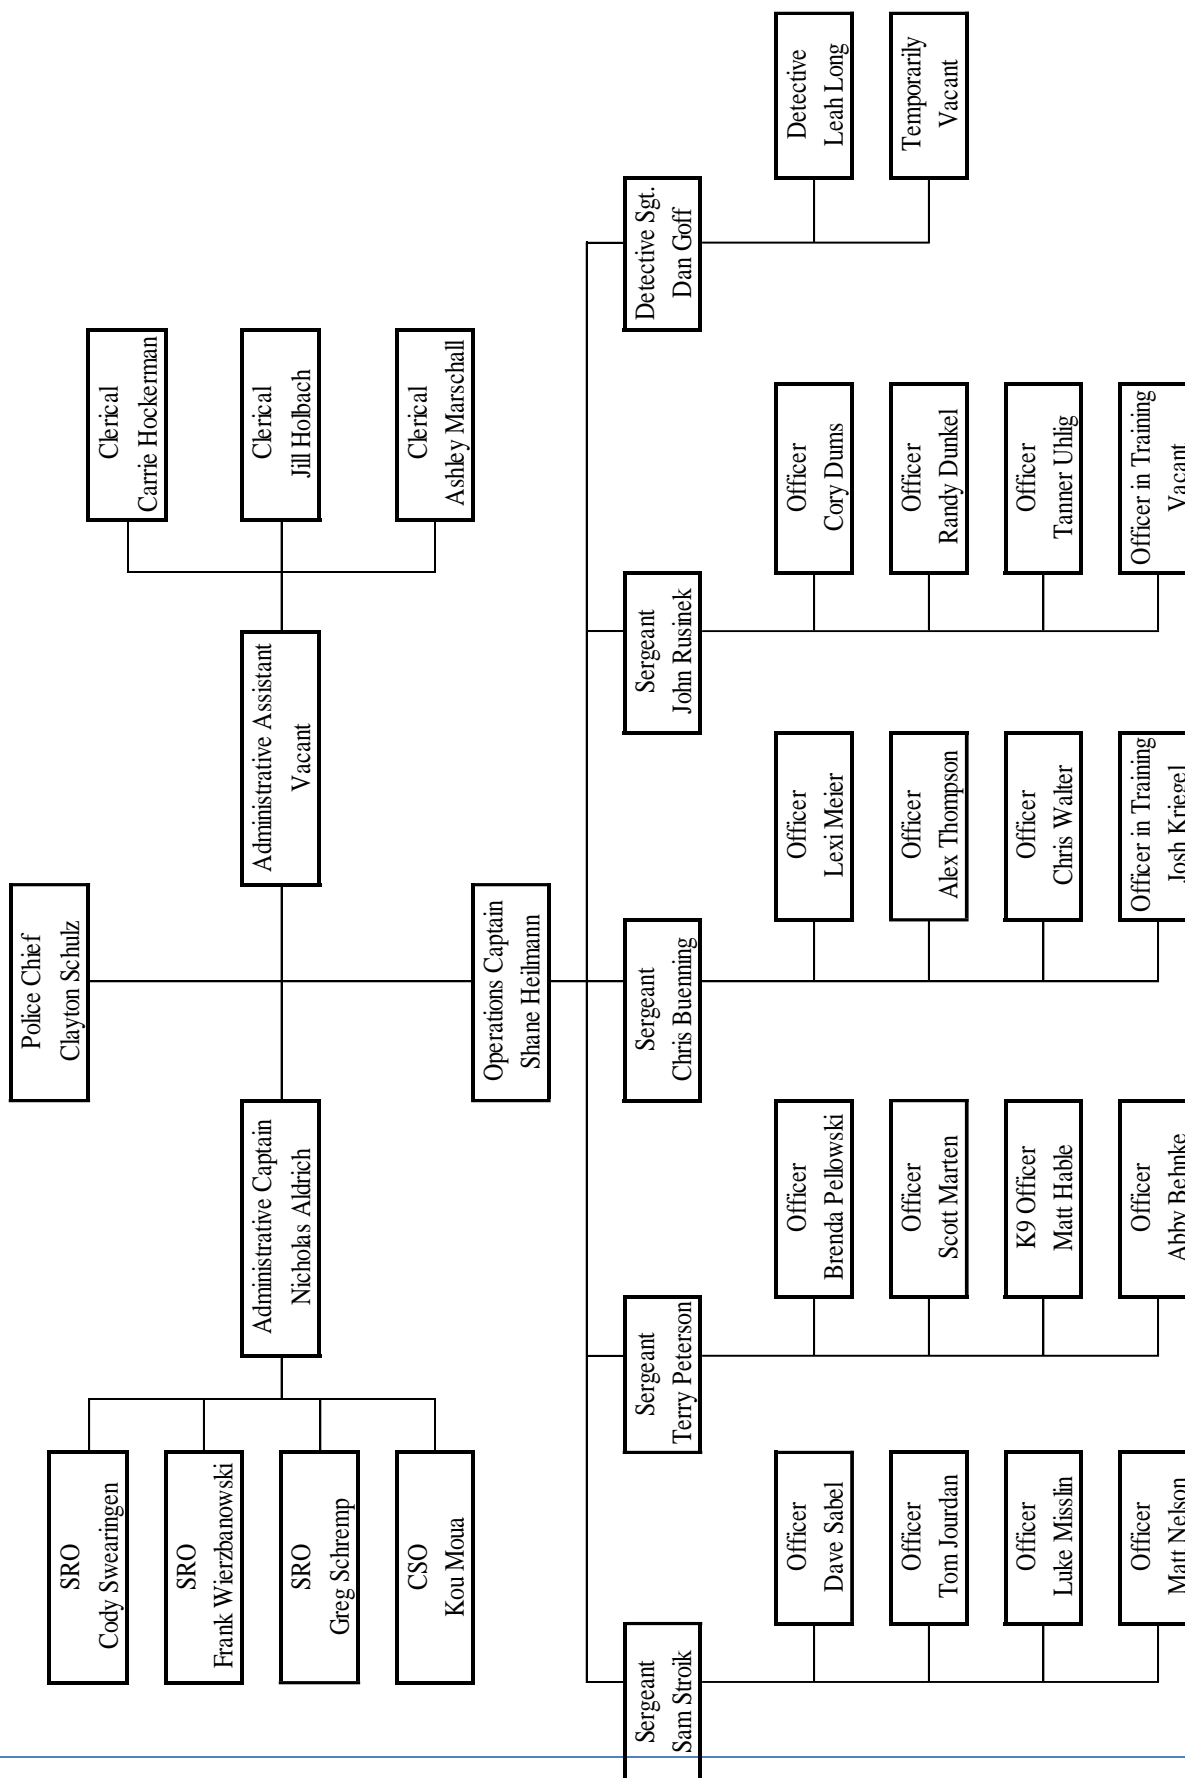 Police Chief
Clayton Schulz
SRO
Cody Swearingen
SRO
Frank Wierzbanowski
SRO
Greg Schremp
CSO
Kou Moua
Administrative Captain
Nicholas Aldrich
Administrative Assistant
Vacant
Clerical
Carrie Hockerman
Clerical
Jill Holbach
Clerical
Ashley Marschall
Operations Captain
Shane Heilmann
Sergeant
Sam Stroik
Sergeant
Terry Peterson
Sergeant
Chris Buenning
Sergeant
John Rusinek
Detective Sgt.
Dan Goff
Officer
Dave Sabel
Officer
Tom Jourdan
Officer
Luke Misslin
Officer
Matt Nelson
Officer
Brenda Pellowski
Officer
Scott Marten
K9 Officer
Matt Hable
Officer
Abby Behnke
Officer
Lexi Meier
Officer
Alex Thompson
Officer
Chris Walter
Officer in Training
Josh Kriegel
Officer
Cory Dums
Officer
Randy Dunkel
Officer
Tanner Uhlig
Officer in Training
Vacant
Detective
Leah Long
Temporarily
Vacant